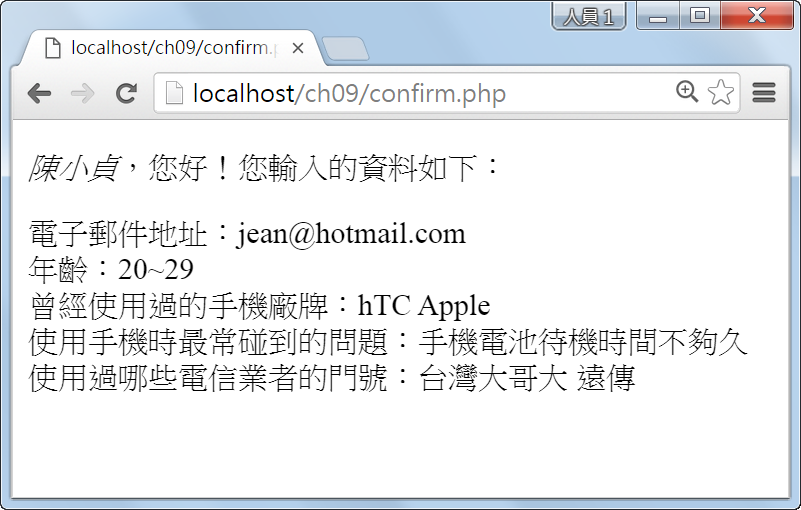 人員 1
localhost/ch09/confirm.p
localhost/ch09/confirm.php
陳小貞，您好！您輸入的資料如下：
電子郵件地址：jean@hotmail.com
年齡：20~29
曾經使用過的手機廠牌：hTC Apple
使用手機時最常碰到的問題：手機電池待機時間不夠久
使用過哪些電信業者的門號：台灣大哥大 遠傳